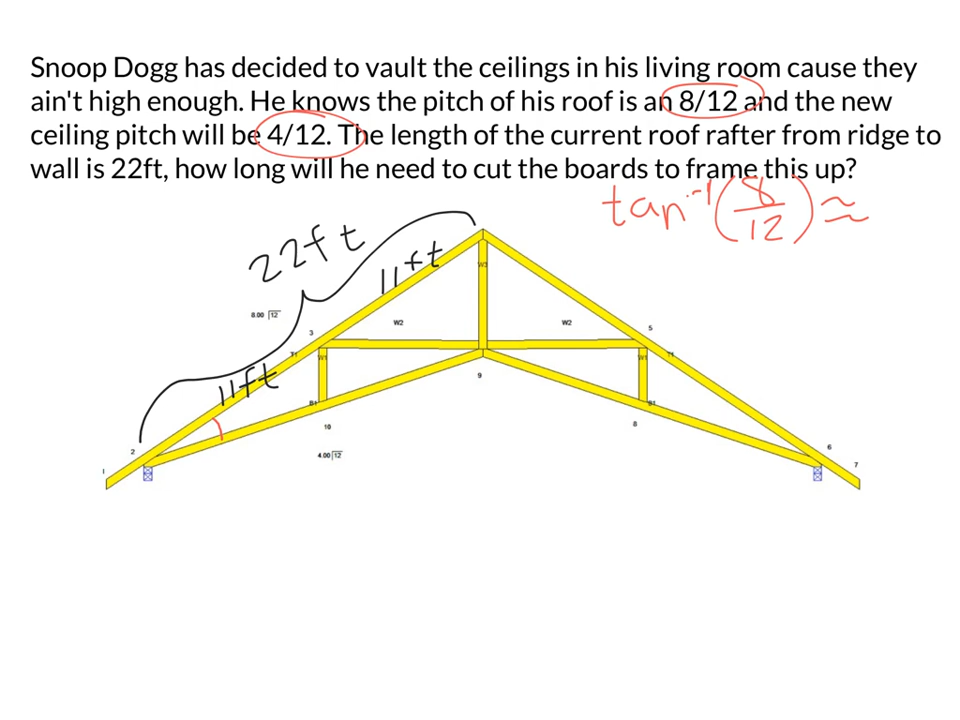 Snoop Dogg has decided to vault the ceilings in his living room cause they
ain't high enough. He knows the pitch of his roof is an 8/12 and the new
ceiling pitch will be 4/12. The length of the current roof rafter from ridge to
wall is 22ft, how long will he need to cut the boards to frame this up?
tan⁻¹(8/12)≈
22ft
11ft
W3
8.00 12
W2
W2
3
5
T1
W1
W1
T1
11ft
9
B1
B1
10
8
2
4.00 12
6
1
7